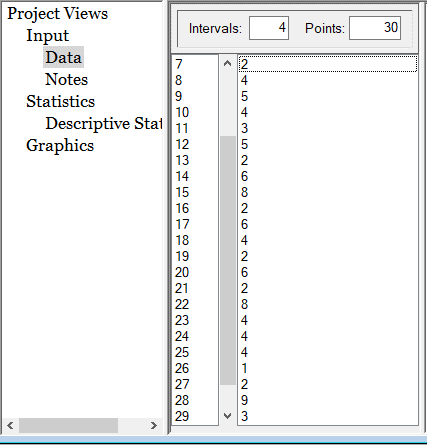 Project Views
Input
Data
Notes
Statistics
Descriptive Stat
Graphics
Intervals: 4 Points: 30
7 2
8 4
9 5
10 4
11 3
12 5
13 2
14 6
15 8
16 2
17 6
18 4
19 2
20 6
21 2
22 8
23 4
24 4
25 4
26 1
27 2
28 9
29 3